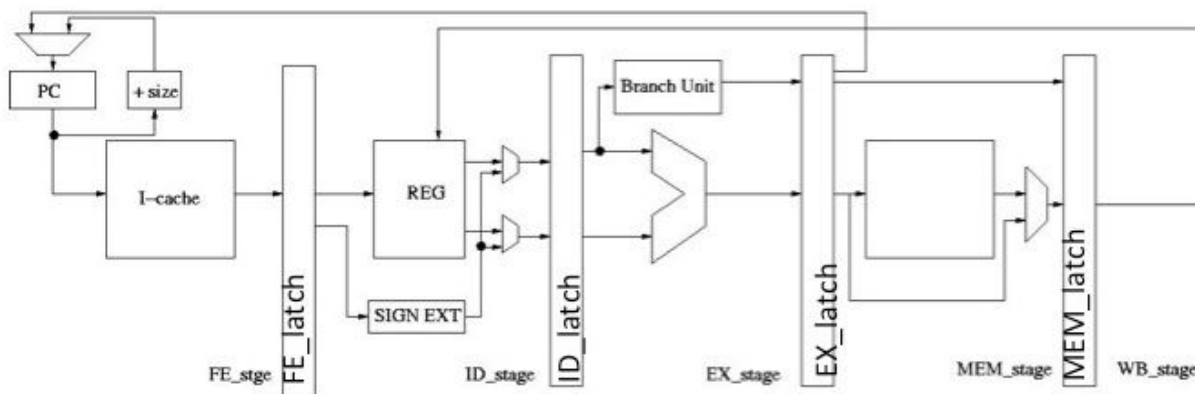 PC
+ size
I-cache
FE_stge
FE_latch
REG
SIGN EXT
ID_stage
ID_latch
Branch Unit
EX_stage
EX_latch
MEM_stage
MEM_latch
WB_stage